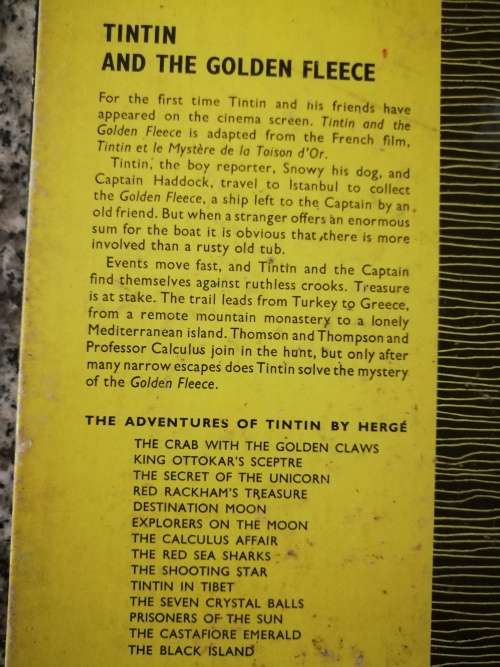 TINTIN
AND THE GOLDEN FLEECE
For the first time Tintin and his friends have
appeared on the cinema screen. Tintin and the
Golden Fleece is adapted from the French film,
Tintin et le Mystère de la Toison d'Or.
Tintin, the boy reporter, Snowy his dog, and
Captain Haddock, travel to Istanbul to collect
the Golden Fleece, a ship left to the Captain by an
old friend. But when a stranger offers an enormous
sum for the boat it is obvious that there is more
involved than a rusty old tub.
Events move fast, and Tintin and the Captain
find themselves against ruthless crooks. Treasure
is at stake. The trail leads from Turkey to Greece,
from a remote mountain monastery to a lonely
Mediterranean island. Thomson and Thompson and
Professor Calculus join in the hunt, but only after
many narrow escapes does Tintin solve the mystery
of the Golden Fleece.
THE ADVENTURES OF TINTIN BY HERGÉ
THE CRAB WITH THE GOLDEN CLAWS
KING OTTOKAR'S SCEPTRE
THE SECRET OF THE UNICORN
RED RACKHAM'S TREASURE
DESTINATION MOON
EXPLORERS ON THE MOON
THE CALCULUS AFFAIR
THE RED SEA SHARKS
THE SHOOTING STAR
TINTIN IN TIBET
THE SEVEN CRYSTAL BALLS
PRISONERS OF THE SUN
THE CASTAFIORE EMERALD
THE BLACK ISLAND